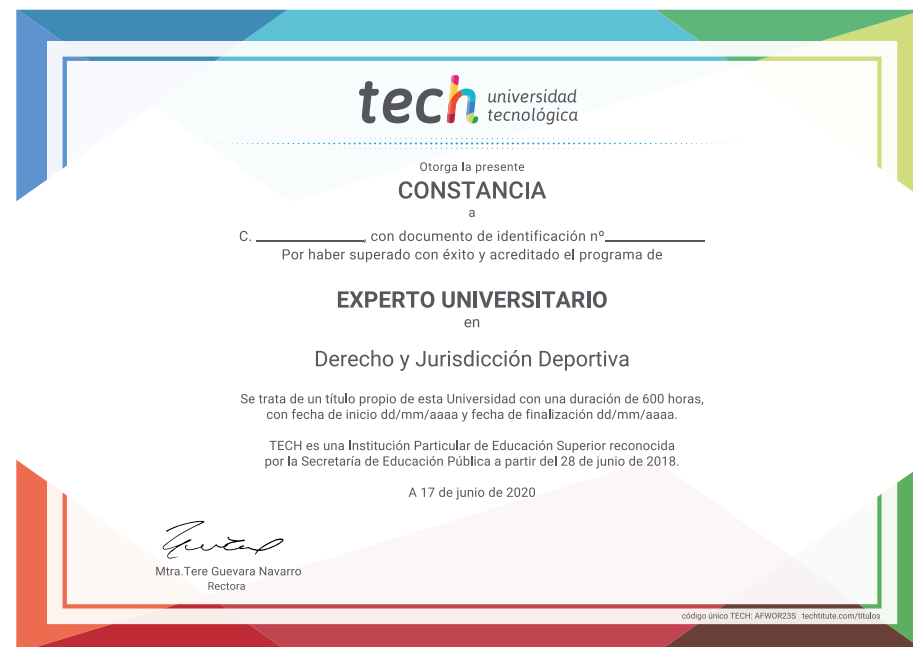 tech universidad
tecnológica
Otorga la presente
CONSTANCIA
a
C. ____________, con documento de identificación nº___________
Por haber superado con éxito y acreditado el programa de
EXPERTO UNIVERSITARIO
en
Derecho y Jurisdicción Deportiva
Se trata de un título propio de esta Universidad con una duración de 600 horas,
con fecha de inicio dd/mm/aaaa y fecha de finalización dd/mm/aaaa.
TECH es una Institución Particular de Educación Superior reconocida
por la Secretaría de Educación Pública a partir del 28 de junio de 2018.
A 17 de junio de 2020
Mtra.Tere Guevara Navarro
Rectora
código único TECH: AFWOR23S techtitute.com/titulos